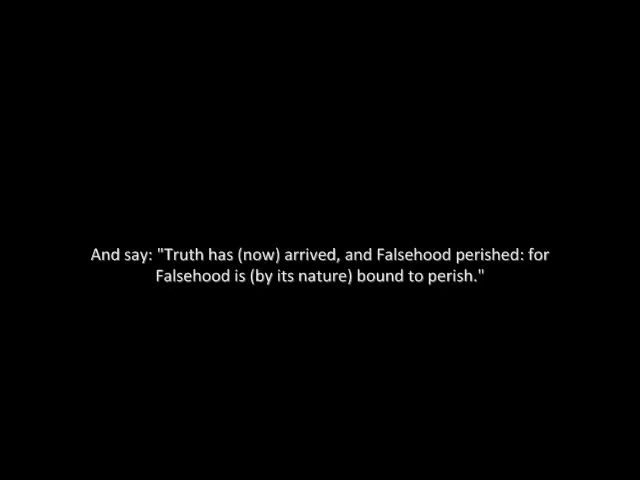 And say: "Truth has (now) arrived, and Falsehood perished: for
Falsehood is (by its nature) bound to perish."